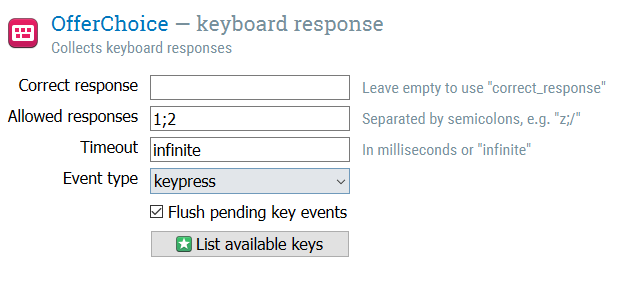 OfferChoice — keyboard response
Collects keyboard responses
Correct response Leave empty to use "correct_response"
Allowed responses 1;2 Separated by semicolons, e.g. "z;/"
Timeout infinite In milliseconds or "infinite"
Event type keypress
Flush pending key events
List available keys